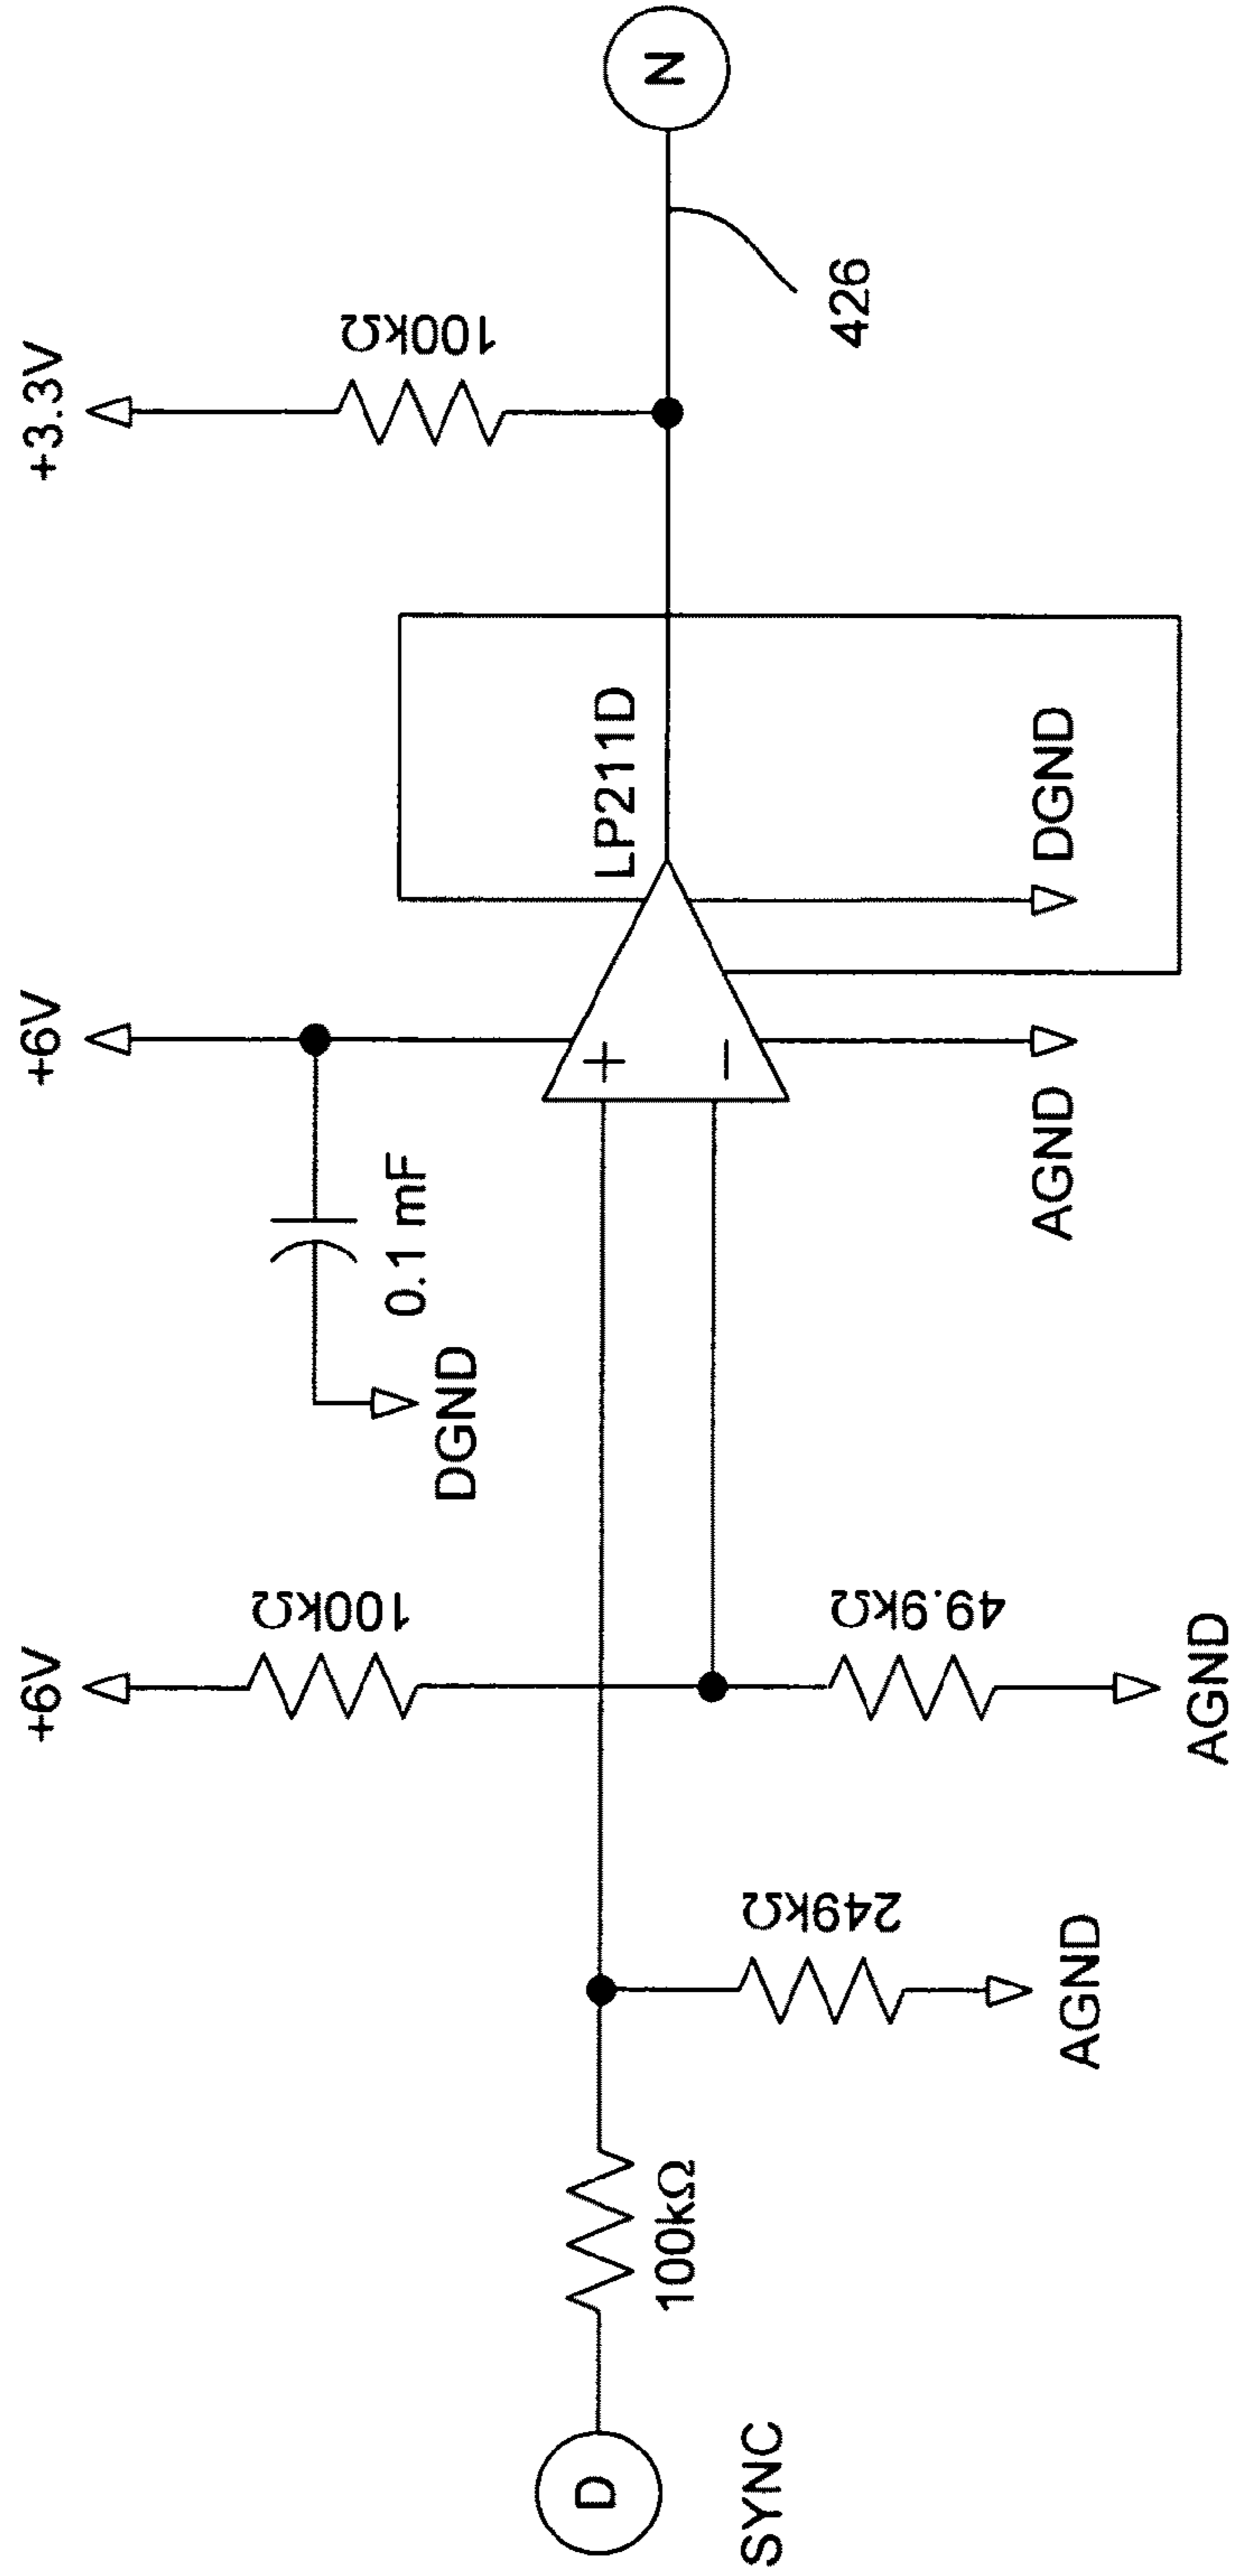 +6V
+6V
+3.3V
100kΩ
DGND
0.1 mF
100kΩ
D
SYNC
100kΩ
249kΩ
AGND
49.9kΩ
AGND
+
−
LP211D
AGND
DGND
N
426